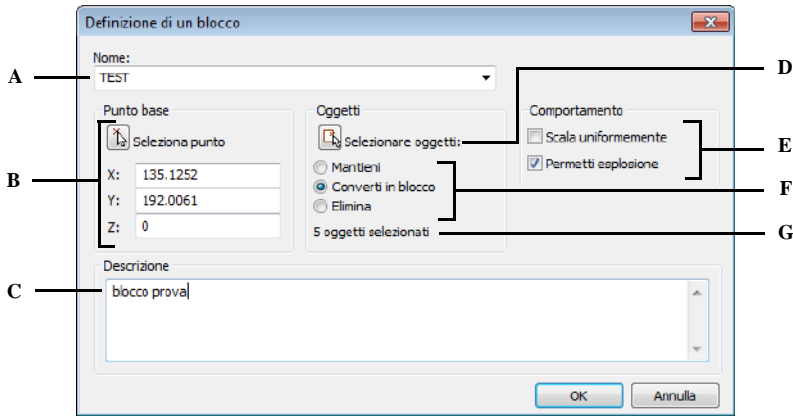 Definizione di un blocco
Nome:
A
TEST
D
Punto base
Oggetti
Comportamento
Seleziona punto
Selezionare oggetti:
Scala uniformemente
E
Permetti esplosione
B
X: 135.1252
Y: 192.0061
Z: 0
Mantieni
Converti in blocco
Elimina
F
5 oggetti selezionati
G
Descrizione
C
blocco prova
OK
Annulla